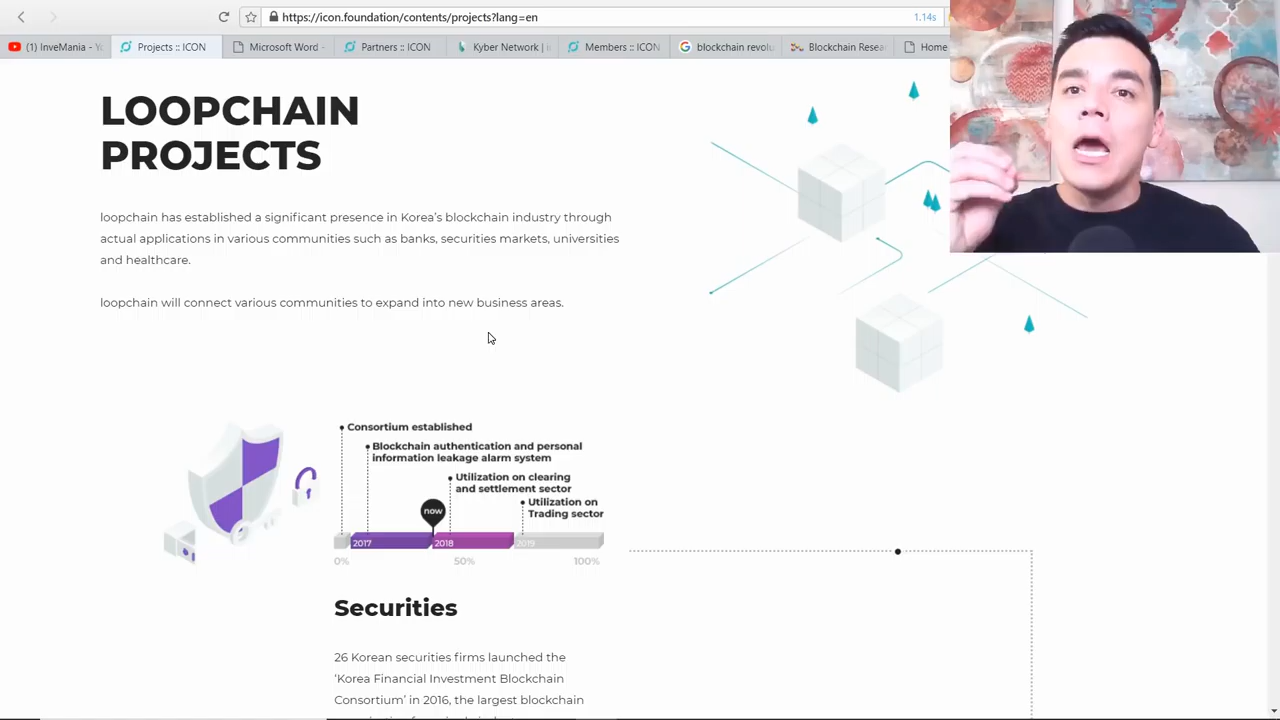 https://icon.foundation/contents/projects?lang=en
1.14s
(1) InveMania - Y
Projects :: ICON
Microsoft Word -
Partners :: ICON
Kyber Network |
Members :: ICON
blockchain revolu
Blockchain Resea
Home
LOOPCHAIN
PROJECTS
loopchain has established a significant presence in Korea's blockchain industry through
actual applications in various communities such as banks, securities markets, universities
and healthcare.
loopchain will connect various communities to expand into new business areas.
Consortium established
Blockchain authentication and personal
information leakage alarm system
Utilization on clearing
and settlement sector
Utilization on
Trading sector
now
2017
2018
2019
0%
50%
100%
Securities
26 Korean securities firms launched the
'Korea Financial Investment Blockchain
Consortium' in 2016, the largest blockchain